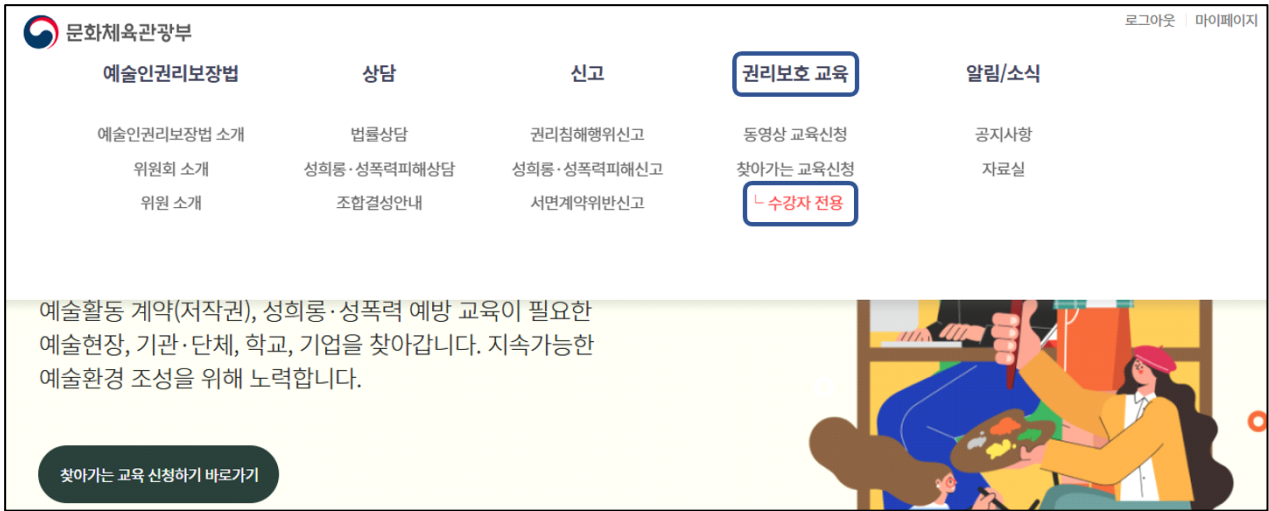 문화체육관광부
로그아웃 | 마이페이지
예술인권리보장법 상담 신고 권리보호 교육 알림/소식
예술인권리보장법 소개 법률상담 권리침해행위신고 동영상 교육신청 공지사항
위원회 소개 성희롱·성폭력피해상담 성희롱·성폭력피해신고 찾아가는 교육신청 자료실
위원 소개 조합결성안내 서면계약위반신고 └ 수강자 전용
예술활동 계약(저작권), 성희롱·성폭력 예방 교육이 필요한
예술현장, 기관·단체, 학교, 기업을 찾아갑니다. 지속가능한
예술환경 조성을 위해 노력합니다.
찾아가는 교육 신청하기 바로가기